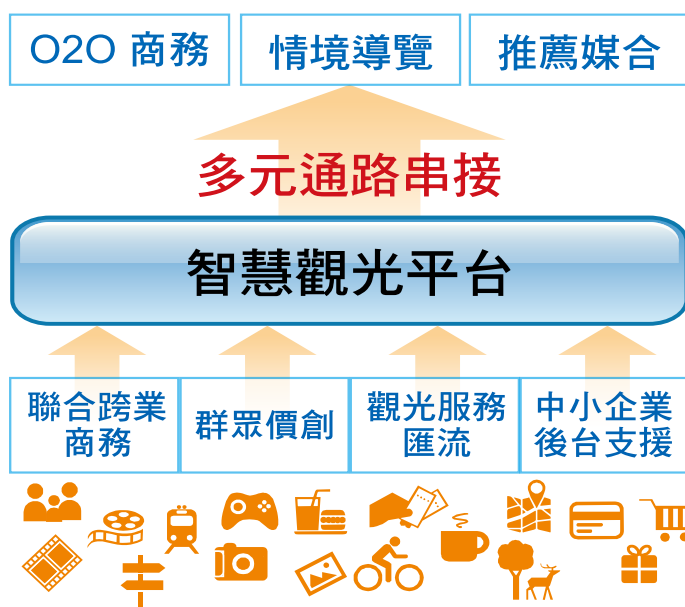 O2O 商務
情境導覽
推薦媒合
多元通路串接
智慧觀光平台
聯合跨業
商務
群眾價創
觀光服務
匯流
中小企業
後台支援